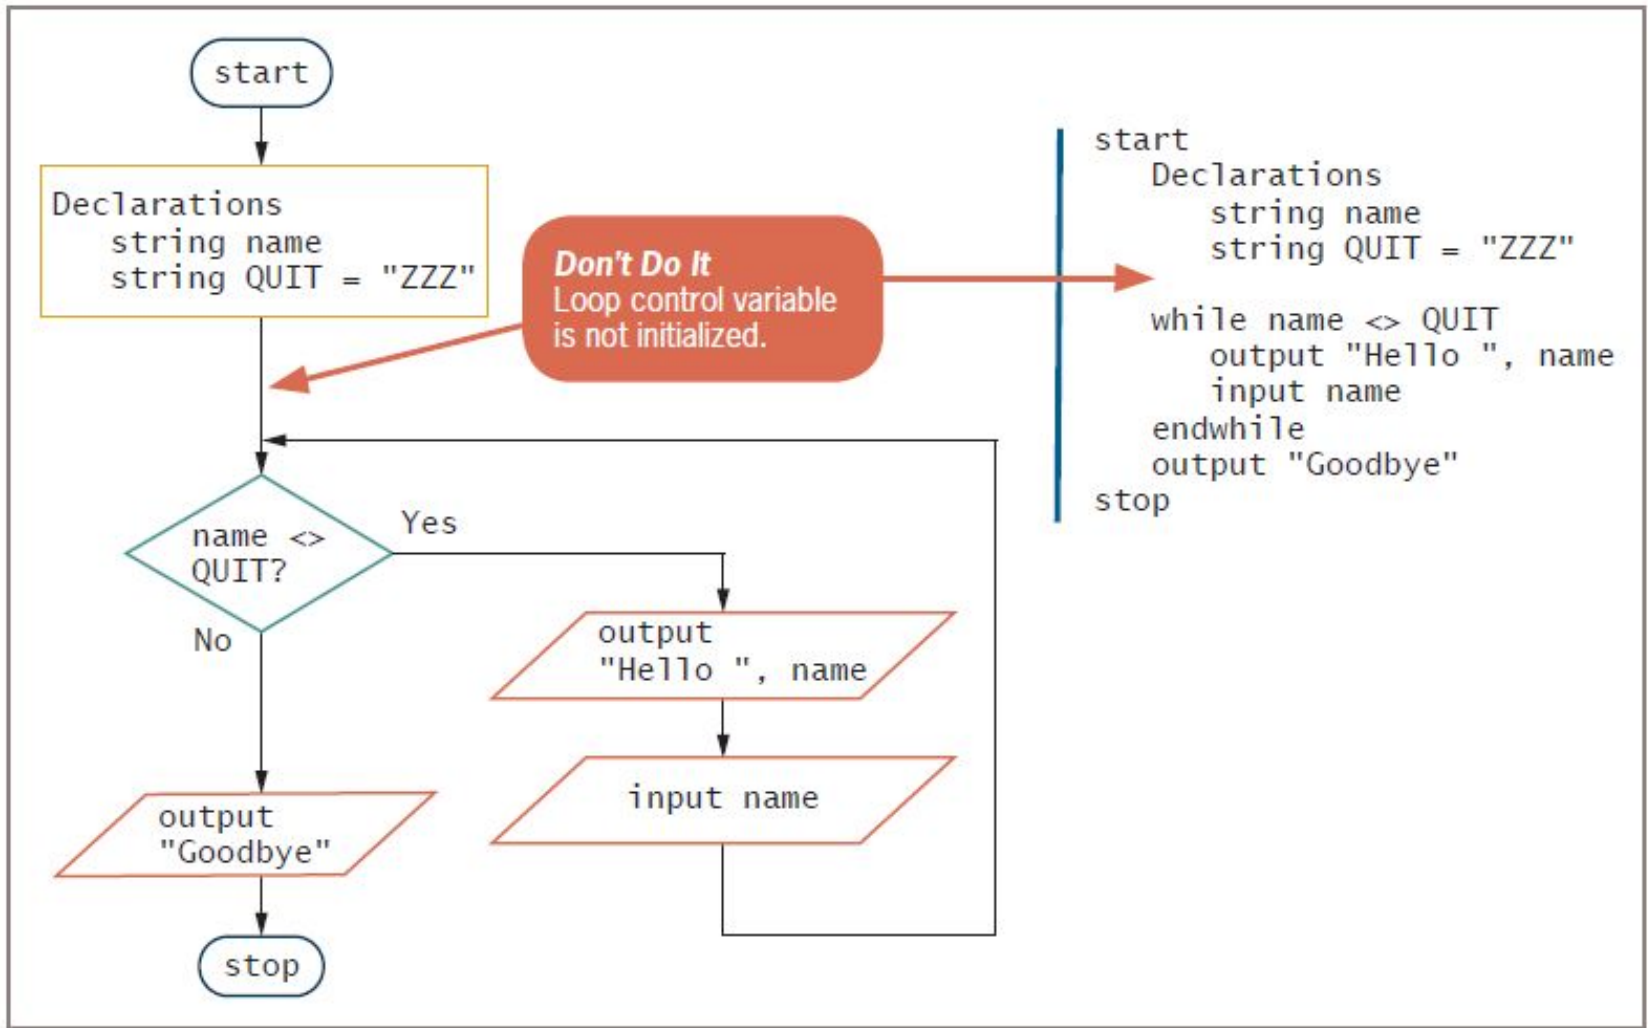 start
Declarations
string name
string QUIT = "ZZZ"
Don't Do It
Loop control variable
is not initialized.
name <>
QUIT?
Yes
No
output
"Hello ", name
input name
output
"Goodbye"
stop
start
Declarations
string name
string QUIT = "ZZZ"
while name <> QUIT
output "Hello ", name
input name
endwhile
output "Goodbye"
stop